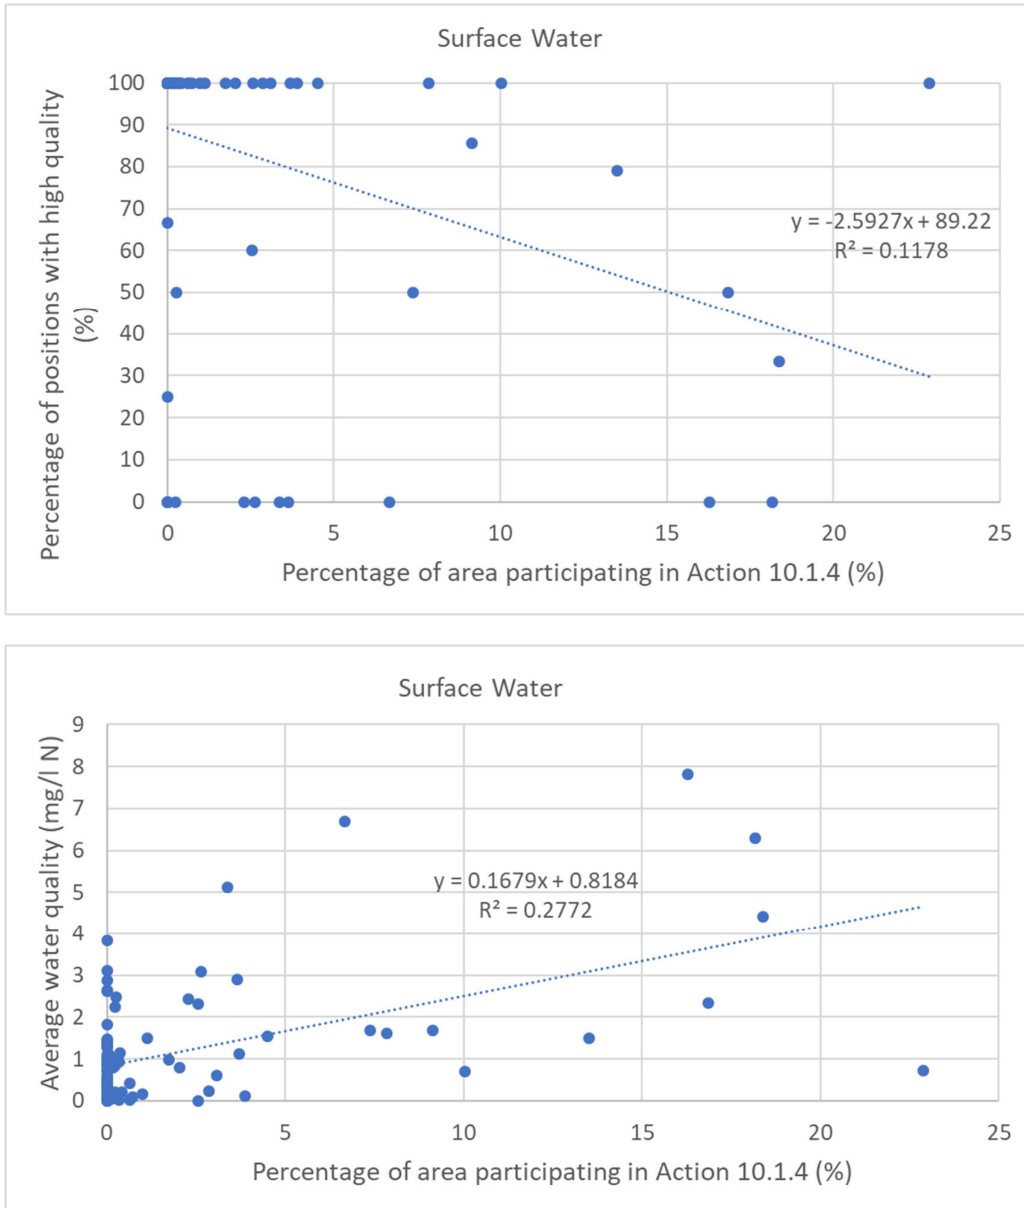 Surface Water
100
90
80
70
60
50
40
30
20
10
0
Percentage of positions with high quality
(%)
y = -2.5927x + 89.22
R² = 0.1178
0 5 10 15 20 25
Percentage of area participating in Action 10.1.4 (%)
Surface Water
9
8
7
6
5
4
3
2
1
0
Average water quality (mg/l N)
y = 0.1679x + 0.8184
R² = 0.2772
0 5 10 15 20 25
Percentage of area participating in Action 10.1.4 (%)